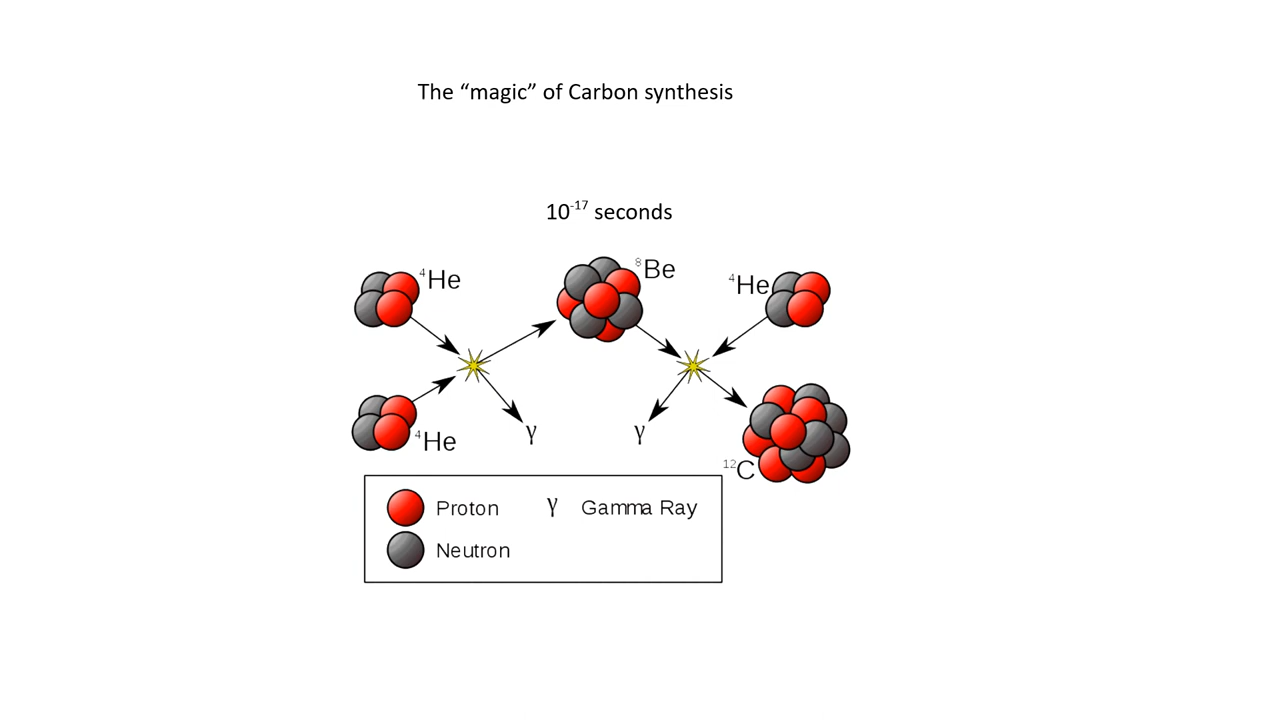 The “magic” of Carbon synthesis
10⁻¹⁷ seconds
⁴He
⁸Be
⁴He
γ
γ
⁴He
¹²C
Proton
γ Gamma Ray
Neutron